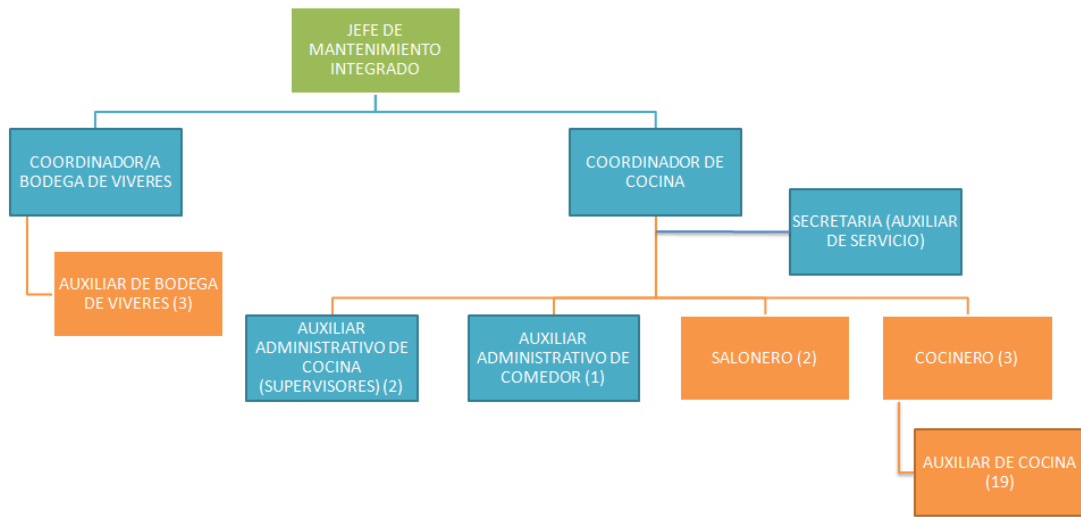 JEFE DE
MANTENIMIENTO
INTEGRADO
COORDINADOR/A
BODEGA DE VIVERES
COORDINADOR DE
COCINA
SECRETARIA (AUXILIAR
DE SERVICIO)
AUXILIAR DE BODEGA
DE VIVERES (3)
AUXILIAR
ADMINISTRATIVO DE
COCINA
(SUPERVISORES) (2)
AUXILIAR
ADMINISTRATIVO DE
COMEDOR (1)
SALONERO (2)
COCINERO (3)
AUXILIAR DE COCINA
(19)